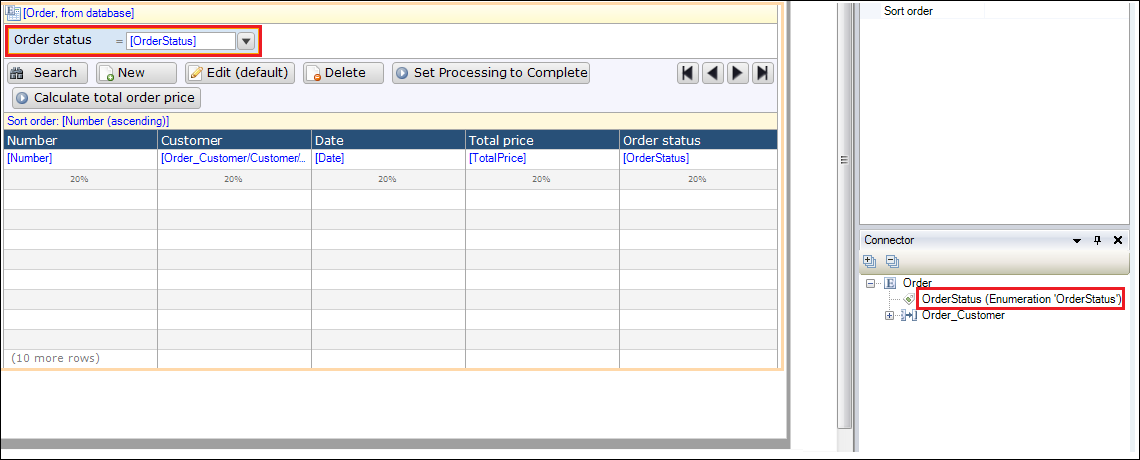 [Order, from database]
Order status = [OrderStatus]
Search New Edit (default) Delete Set Processing to Complete
Calculate total order price
Sort order: [Number (ascending)]
Number Customer Date Total price Order status
[Number] [Order_Customer/Customer/... [Date] [TotalPrice] [OrderStatus]
20% 20% 20% 20% 20%
(10 more rows)
Sort order
Connector
Order
OrderStatus (Enumeration 'OrderStatus')
Order_Customer